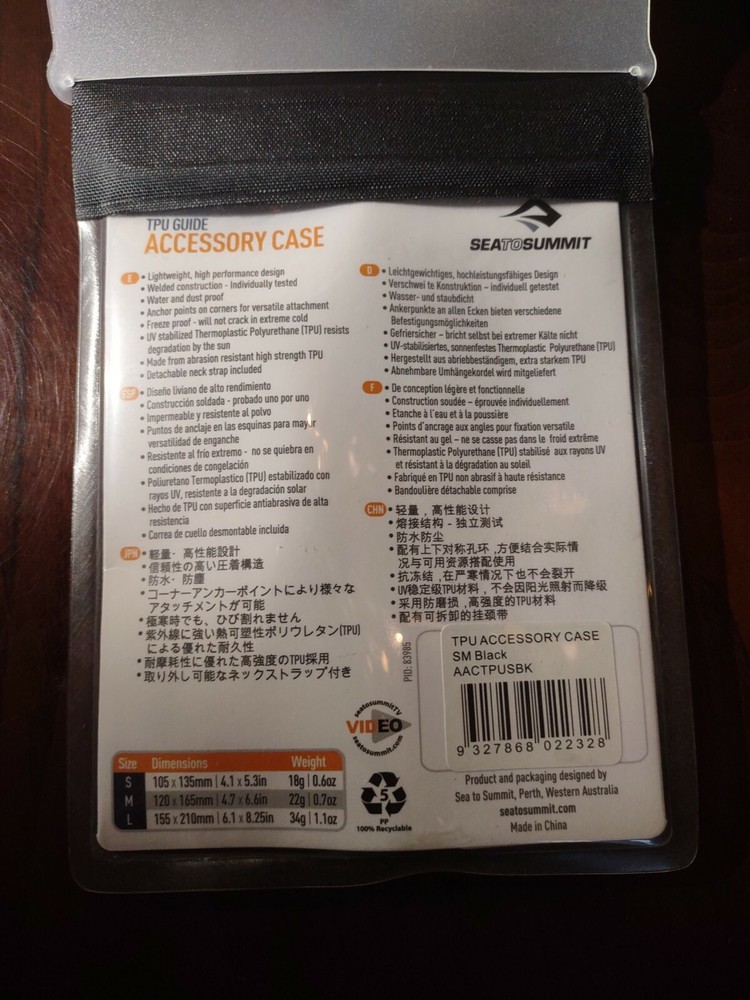 TPU GUIDE
ACCESSORY CASE
SEATOSUMMIT
E
• Lightweight, high performance design
• Welded construction - Individually tested
• Water and dust proof
• Anchor points on corners for versatile attachment
• Freeze proof - will not crack in extreme cold
• UV stabilized Thermoplastic Polyurethane (TPU) resists
degradation by the sun
• Made from abrasion resistant high strength TPU
• Detachable neck strap included
ESP
• Diseño liviano de alto rendimiento
• Construcción soldada - probado uno por uno
• Impermeable y resistente al polvo
• Puntos de anclaje en las esquinas para mayor
versatilidad de enganche
• Resistente al frío extremo - no se quiebra en
condiciones de congelación
• Poliuretano Termoplastico (TPU) estabilizado con
rayos UV, resistente a la degradación solar
• Hecho de TPU con superficie antiabrasiva de alta
resistencia
• Correa de cuello desmontable incluida
JPN
•軽量・高性能設計
• 信頼性の高い圧着構造
• 防水・防塵
• コーナーアンカーポイントにより様々な
アタッチメントが可能
• 極寒時でも、ひび割れません
• 紫外線に強い熱可塑性ポリウレタン(TPU)
による優れた耐久性
• 耐摩耗性に優れた高強度のTPU採用
• 取り外し可能なネックストラップ付き
D
• Leichtgewichtiges, hochleistungsfähiges Design
• Verschwei te Konstruktion – individuell getestet
• Wasser- und staubdicht
• Ankerpunkte an allen Ecken bieten verschiedene
Befestigungsmöglichkeiten
• Gefriersicher – bricht selbst bei extremer Kälte nicht
• UV-stabilisiertes, sonnenfestes Thermoplastic Polyurethane (TPU)
• Hergestellt aus abriebbeständigem, extra starkem TPU
• Abnehmbare Umhängekordel wird mitgeliefert
F
• De conception légère et fonctionnelle
• Construction soudée – éprouvée individuellement
• Etanche à l'eau et à la poussière
• Points d'ancrage aux angles pour fixation versatile
• Résistant au gel – ne se casse pas dans le froid extrême
• Thermoplastic Polyurethane (TPU) stabilisé aux rayons UV
et résistant à la dégradation au soleil
• Fabriqué en TPU non abrasif à haute résistance
• Bandoulière détachable comprise
CHN
• 轻量，高性能设计
• 熔接结构 - 独立测试
• 防水防尘
• 配有上下对称孔环 ,方便结合实际情
况与可用资源搭配使用
• 抗冻结 ,在严寒情况下也不会裂开
• UV稳定级TPU材料，不会因阳光照射而降级
• 采用防磨损 ,高强度的TPU材料
• 配有可拆卸的挂颈带
PID: 83985
TPU ACCESSORY CASE
SM Black
AACTPUSBK
9 327868 022328
seatosummitTV
VIDEO
seatosummit.com
Size Dimensions Weight
S 105 x 135mm | 4.1 x 5.3in 18g | 0.6oz
M 120 x 165mm | 4.7 x 6.6in 22g | 0.7oz
L 155 x 210mm | 6.1 x 8.25in 34g | 1.1oz
5
PP
100% Recyclable
Product and packaging designed by
Sea to Summit, Perth, Western Australia
seatosummit.com
Made in China